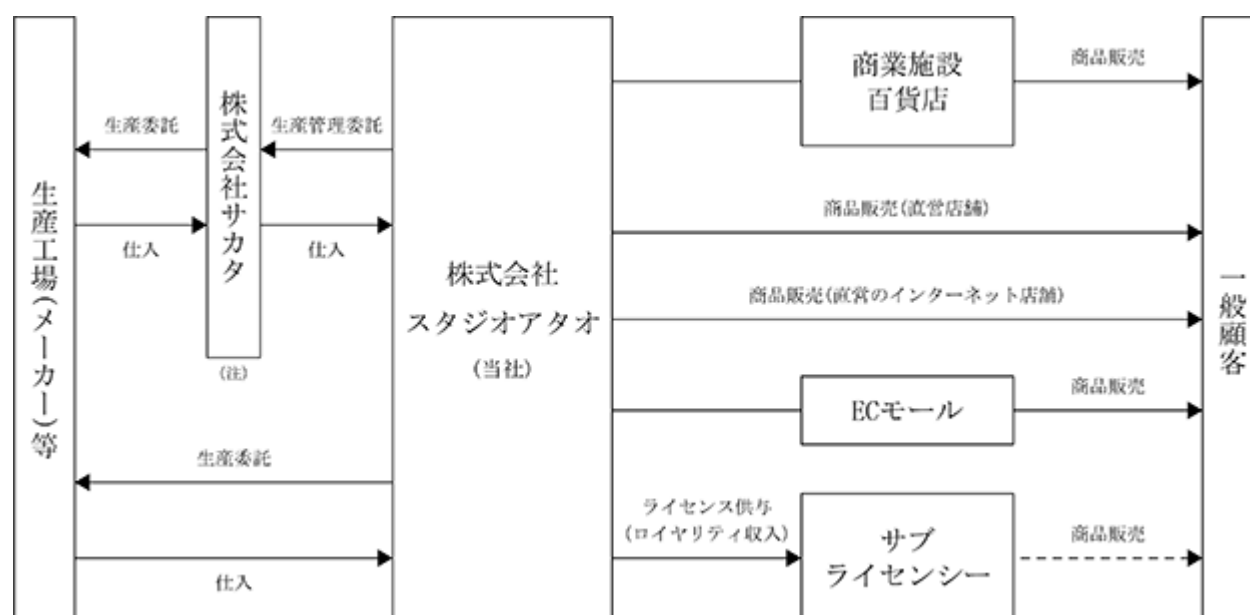 生産工場(メーカー)等
生産委託
仕入
株式会社サカタ
(注)
生産管理委託
仕入
生産委託
仕入
株式会社
スタジオアタオ
(当社)
商業施設
百貨店
商品販売
商品販売(直営店舗)
商品販売(直営のインターネット店舗)
ECモール
商品販売
ライセンス供与
(ロイヤリティ収入)
サブ
ライセンシー
商品販売
一般顧客